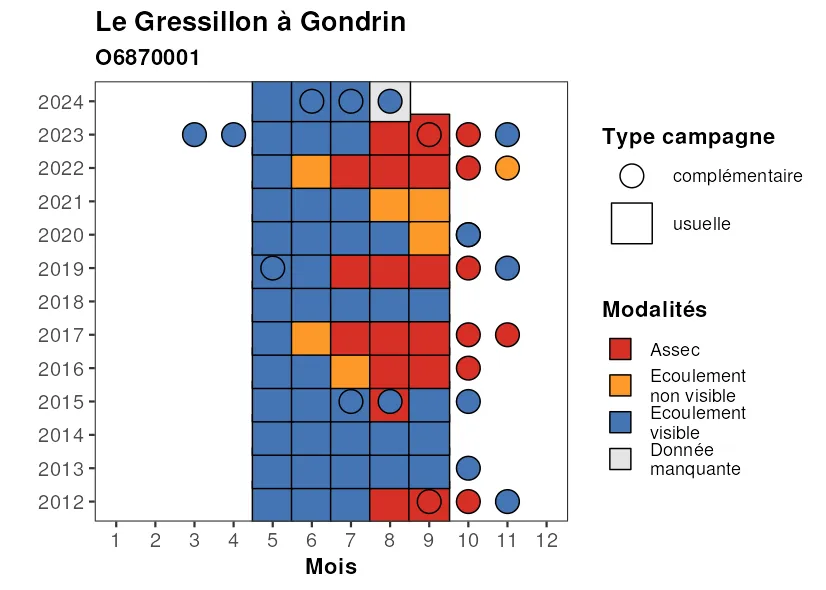 Le Gressillon à Gondrin
O6870001
2024
2023
2022
2021
2020
2019
2018
2017
2016
2015
2014
2013
2012
1 2 3 4 5 6 7 8 9 10 11 12
Mois
Type campagne
complémentaire
usuelle
Modalités
Assec
Ecoulement
non visible
Ecoulement
visible
Donnée
manquante